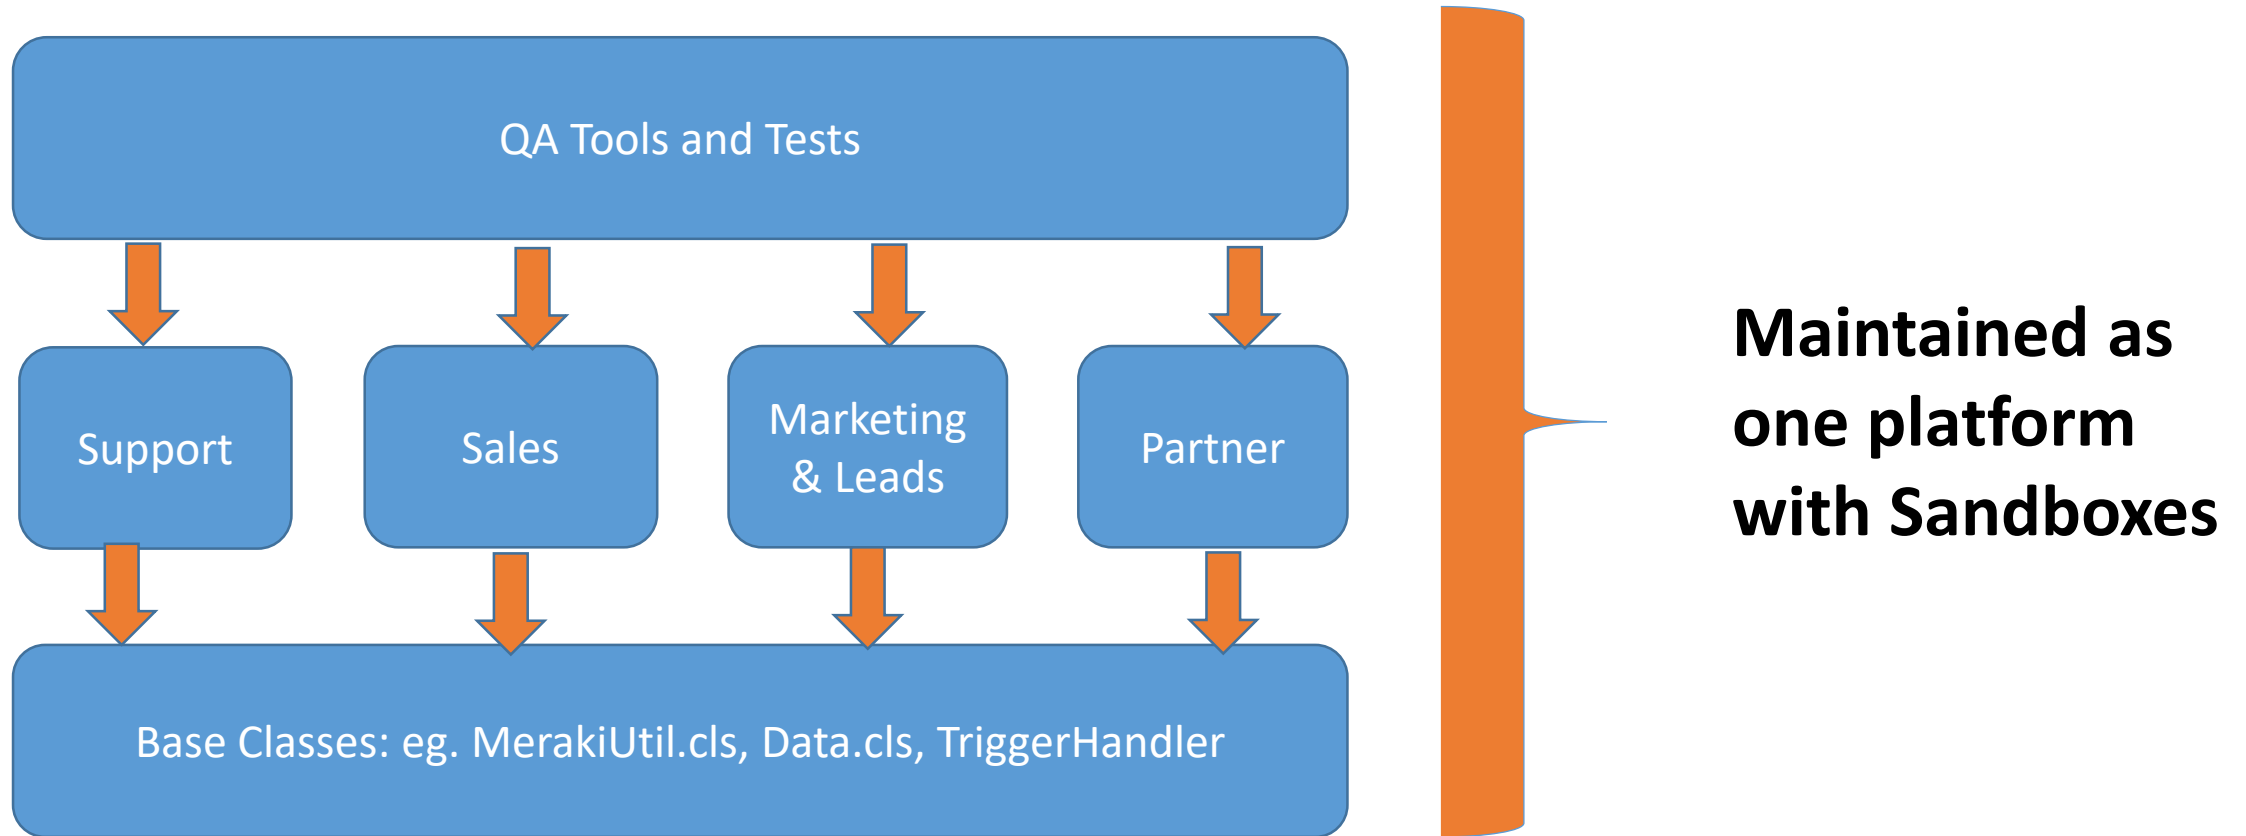 QA Tools and Tests
Support
Sales
Marketing
& Leads
Partner
Base Classes: eg. MerakiUtil.cls, Data.cls, TriggerHandler
Maintained as
one platform
with Sandboxes